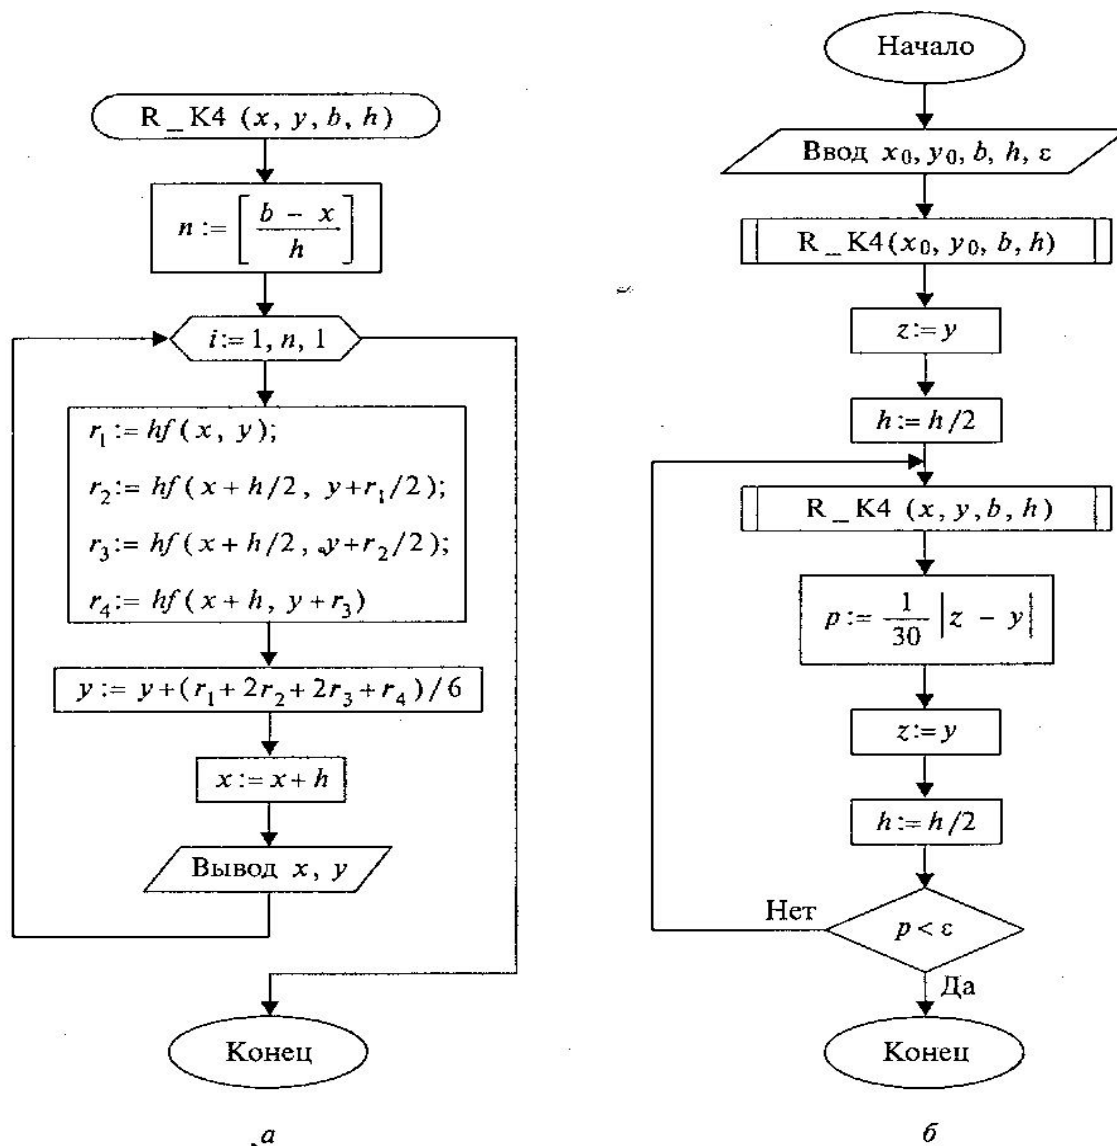 R_K4 (x, y, b, h)
n := [ (b - x) / h ]
i := 1, n, 1
r₁ := hf(x, y);
r₂ := hf(x + h/2, y+r₁/2);
r₃ := hf(x + h/2, y+r₂/2);
r₄ := hf(x + h, y+r₃)
y := y+(r₁+2r₂+2r₃+r₄)/6
x := x + h
Вывод x, y
Конец
а
Начало
Ввод x₀, y₀, b, h, ε
R_K4(x₀, y₀, b, h)
z := y
h := h/2
R_K4 (x, y, b, h)
p := 1/30 |z - y|
z := y
h := h/2
p < ε
Нет
Да
Конец
б